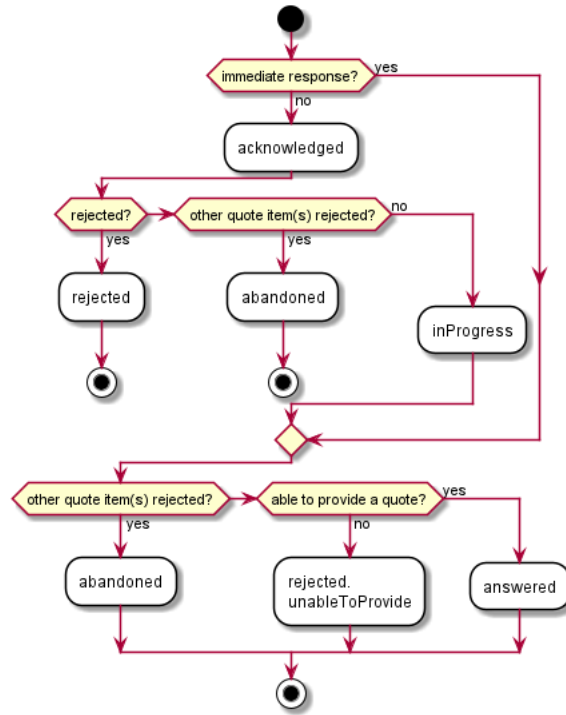 immediate response?
yes
no
acknowledged
rejected?
other quote item(s) rejected?
no
yes
yes
rejected
abandoned
inProgress
other quote item(s) rejected?
able to provide a quote?
yes
yes
no
abandoned
rejected.
unableToProvide
answered